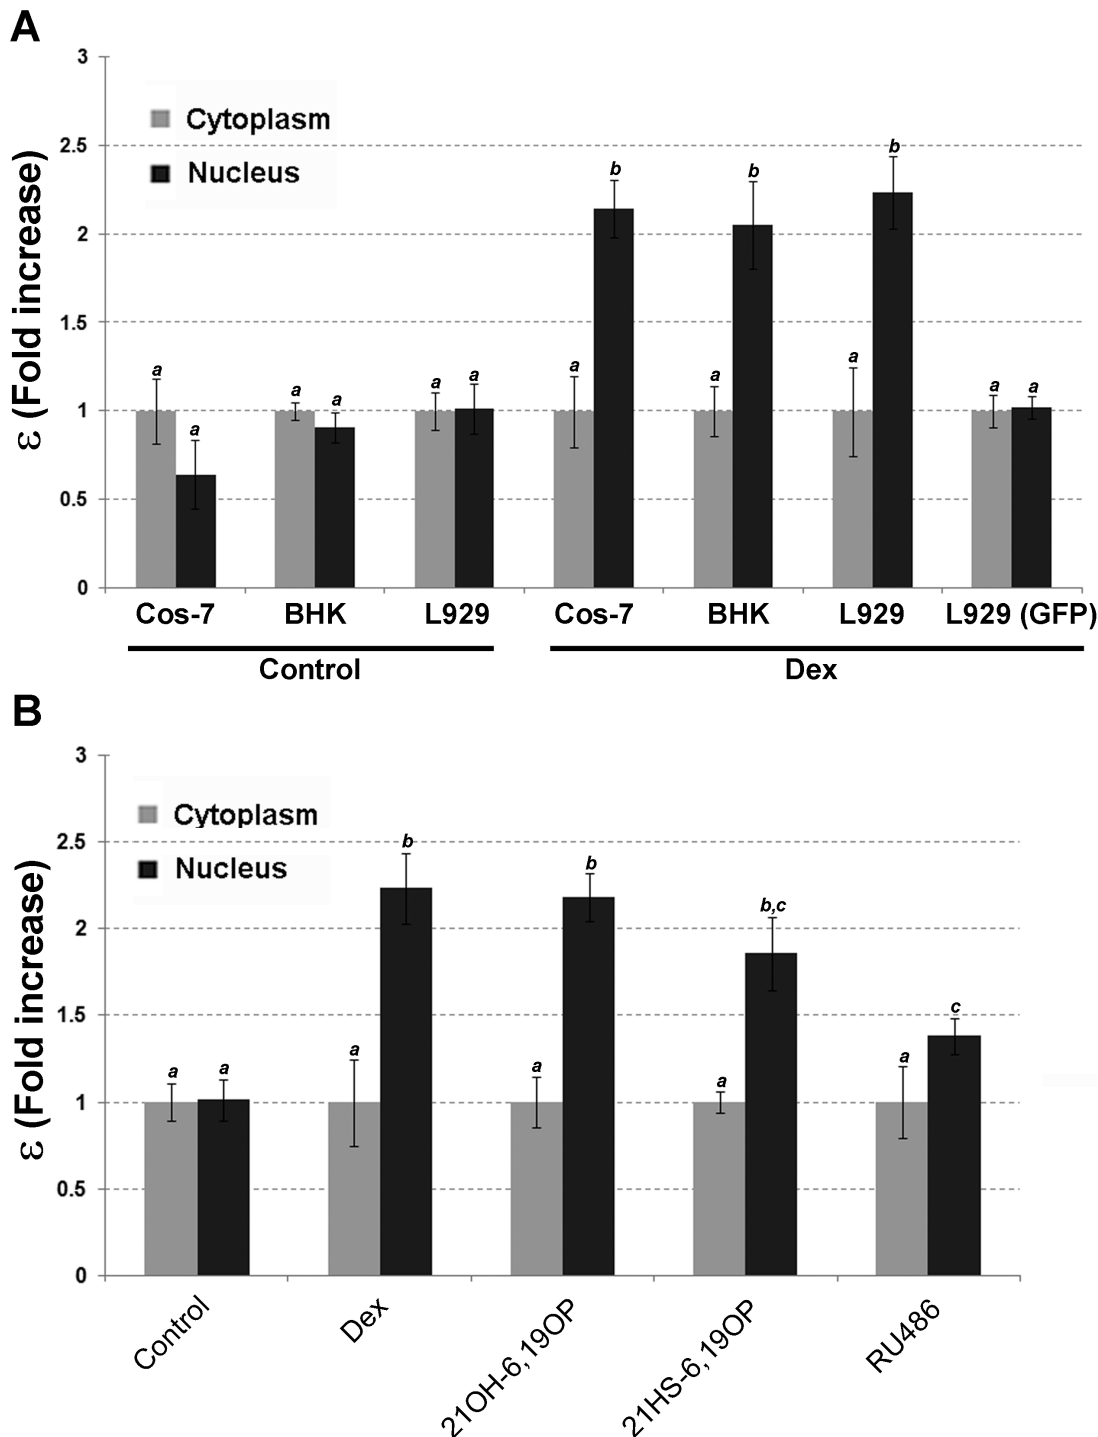 A
3
Cytoplasm
2.5
b
b
b
Nucleus
2
1.5
a
a
a
a
a
a
a
a
a
a
a
1
0.5
0
ε (Fold increase)
Cos-7 BHK L929 Cos-7 BHK L929 L929 (GFP)
Control Dex
B
3
Cytoplasm
2.5
b
b
Nucleus
b,c
2
1.5
c
a
a
a
a
a
a
1
0.5
0
ε (Fold increase)
Control
Dex
21OH-6,19OP
21HS-6,19OP
RU486